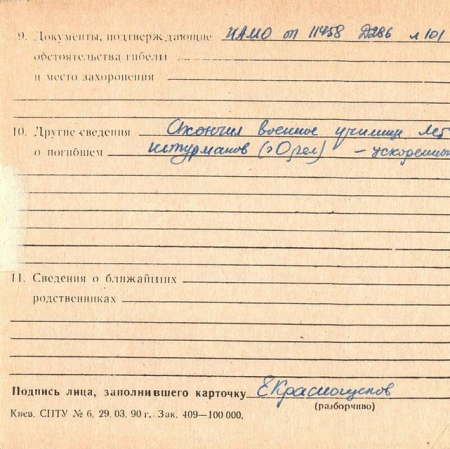 9. Документы, подтверждающие ЦАМО оп 11458 д286 л 101
обстоятельства гибели
и место захоронения
10. Другие сведения Окончил военное училище лет
о погибшем штурманов (г Орел) – ускоренно
11. Сведения о ближайших
родственниках
Подпись лица, заполнившего карточку
(разборчиво)
Киев. СПТУ № 6. 29. 03. 90 г. Зак. 409—100 000.